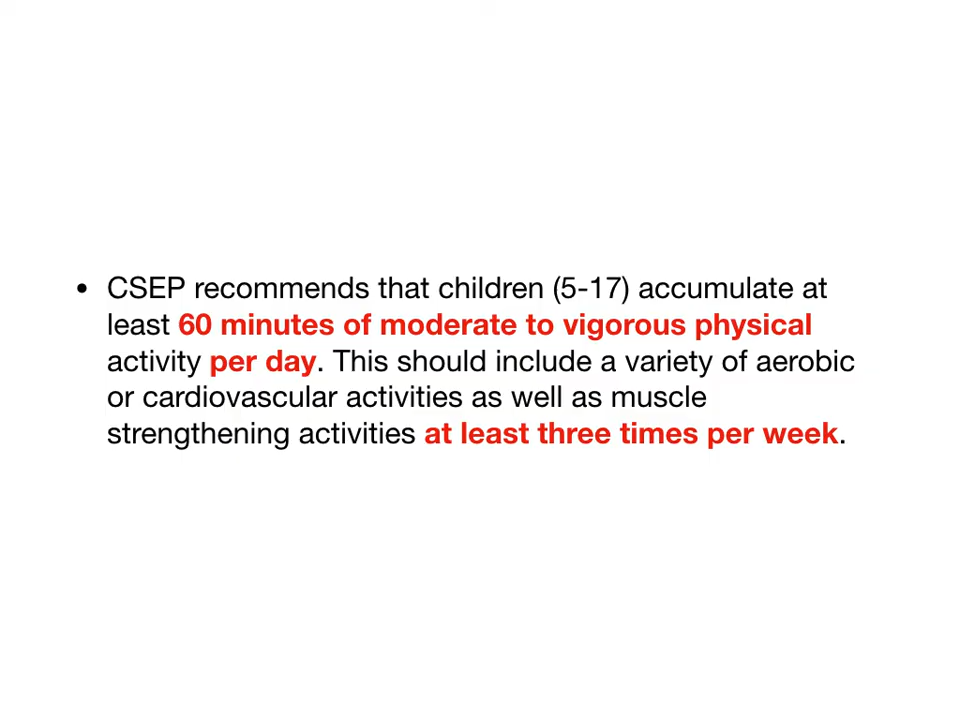 • CSEP recommends that children (5-17) accumulate at
least 60 minutes of moderate to vigorous physical
activity per day. This should include a variety of aerobic
or cardiovascular activities as well as muscle
strengthening activities at least three times per week.